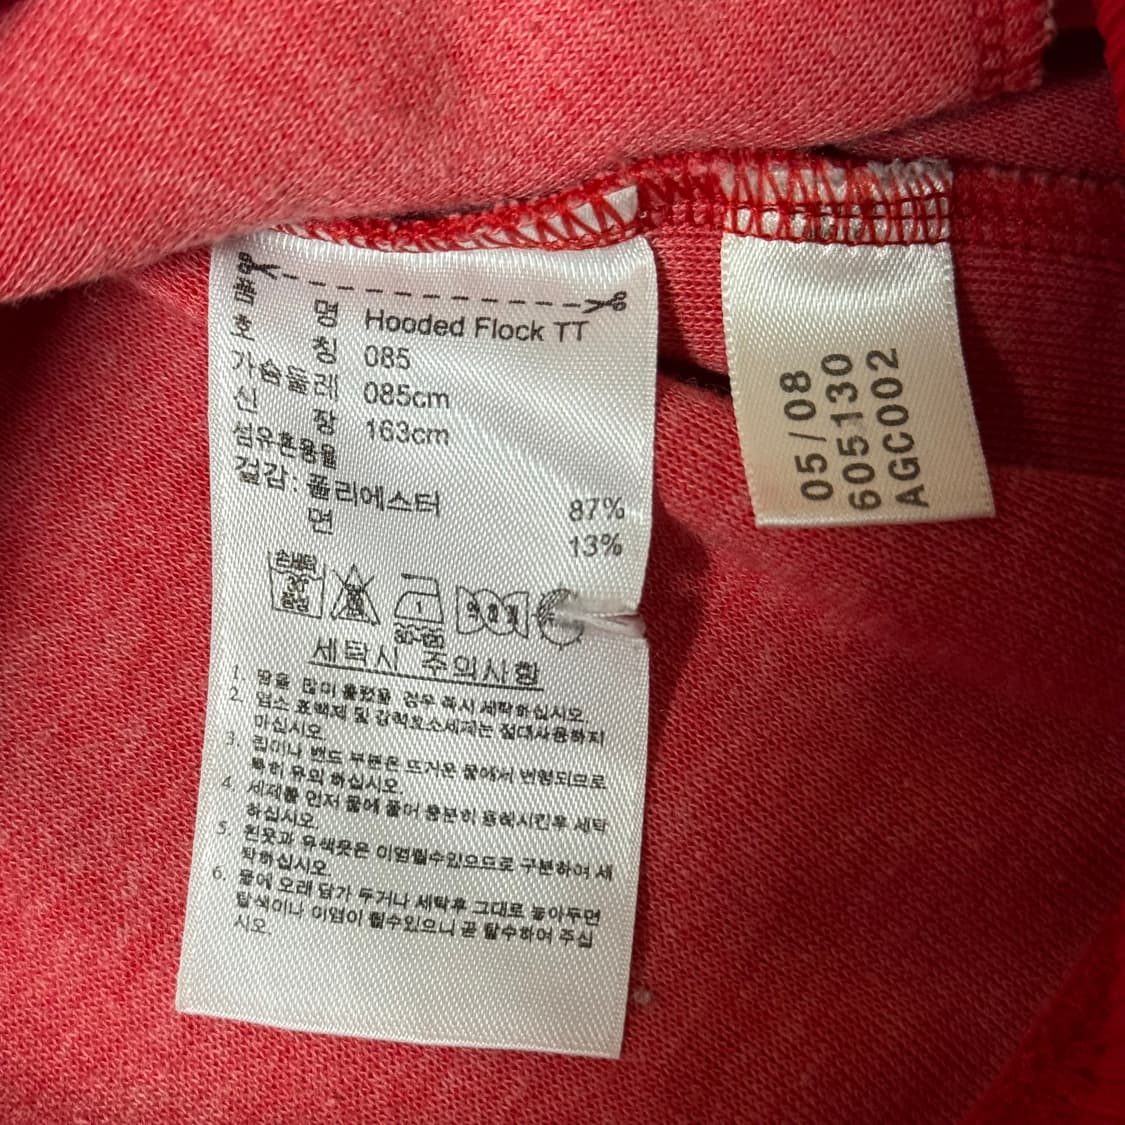 품 명 Hooded Flock TT
호 칭 085
가슴둘레 085cm
신 장 163cm
섬유혼용율
겉감: 폴리에스터 87%
면 13%
세탁시 주의사항
1. 땀을 많이 흘렸을 경우 즉시 세탁하십시오.
2. 염소 표백제 및 강력효소세제는 절대사용하지
마십시오.
3. 립이나 밴드 부분은 뜨거운 물에서 변형되므로
특히 유의 하십시오.
4. 세제를 먼저 물에 풀어 충분히 용해시킨후 세탁
하십시오.
5. 흰옷과 유색옷은 이염될수있으므로 구분하여 세
탁하십시오.
6. 물에 오래 담가 두거나 세탁후 그대로 놓아두면
탈색이나 이염이 될수있으니 곧 탈수하여 주십
시오.
05/08
605130
AGC002